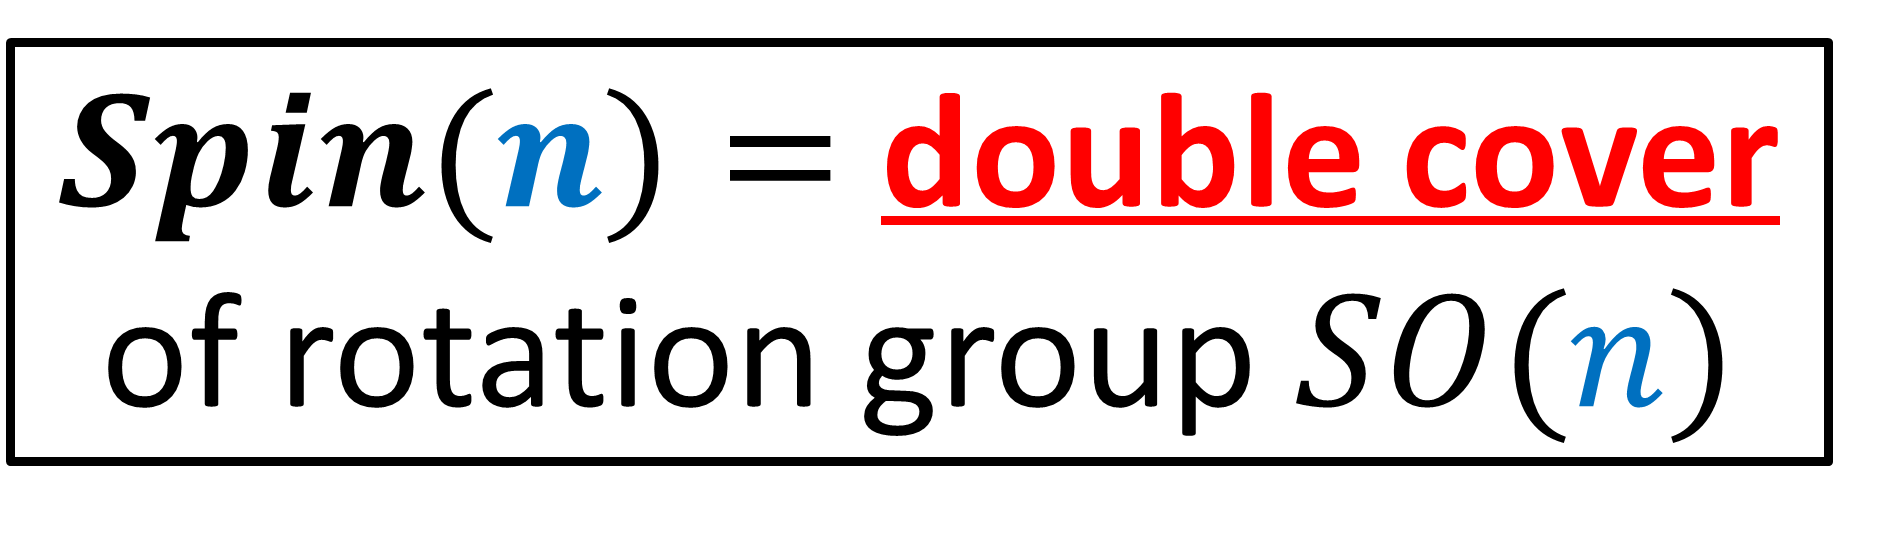 Spin(n) = double cover
of rotation group SO(n)